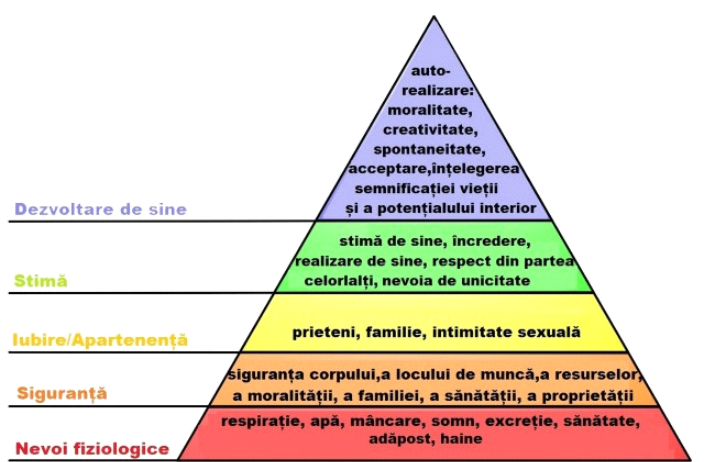 auto-
realizare:
moralitate,
creativitate,
spontaneitate,
acceptare,înțelegerea
semnificației vieții
și a potențialului interior
Dezvoltare de sine
stimă de sine, încredere,
realizare de sine, respect din partea
celorlalți, nevoia de unicitate
Stimă
prieteni, familie, intimitate sexuală
Iubire/Apartenență
siguranța corpului,a locului de muncă,a resurselor,
a moralității, a familiei, a sănătății, a proprietății
Siguranță
respirație, apă, mâncare, somn, excreție, sănătate,
adăpost, haine
Nevoi fiziologice